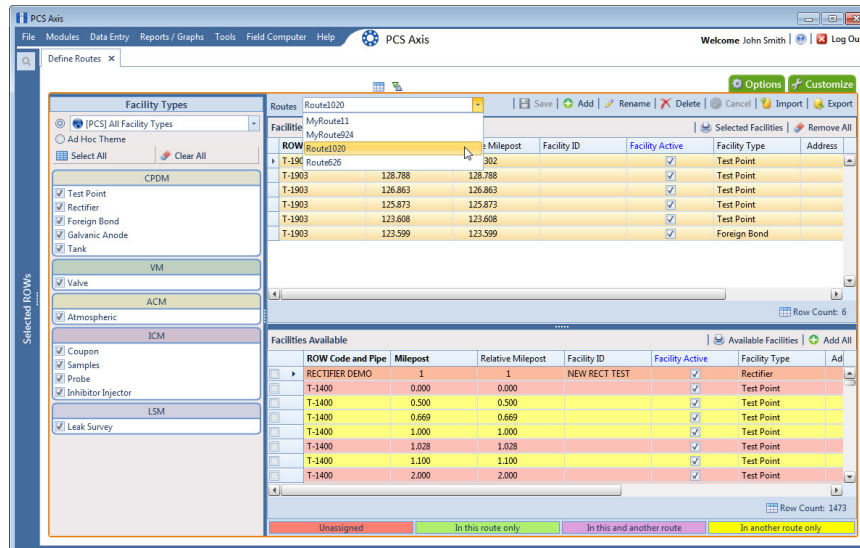 PCS Axis
File Modules Data Entry Reports / Graphs Tools Field Computer Help PCS Axis Welcome John Smith Log Ou
Define Routes
Options Customize
Facility Types
[PCS] All Facility Types
Ad Hoc Theme
Select All Clear All
CPDM
Test Point
Rectifier
Foreign Bond
Galvanic Anode
Tank
VM
Valve
ACM
Atmospheric
ICM
Coupon
Samples
Probe
Inhibitor Injector
LSM
Leak Survey
Selected ROWs
Routes Route1020 Save Add Rename Delete Cancel Import Export
MyRoute11
MyRoute924
Route1020
Route626
Facilitie Selected Facilities Remove All
ROW e Milepost Facility ID Facility Active Facility Type Address
T-190 302 Test Point
T-1903 128.788 128.788 Test Point
T-1903 126.863 126.863 Test Point
T-1903 125.873 125.873 Test Point
T-1903 123.608 123.608 Test Point
T-1903 123.599 123.599 Foreign Bond
Row Count: 6
Facilities Available Available Facilities Add All
ROW Code and Pipe Milepost Relative Milepost Facility ID Facility Active Facility Type Ad
RECTIFIER DEMO 1 1 NEW RECT TEST Rectifier
T-1400 0.000 0.000 Test Point
T-1400 0.500 0.500 Test Point
T-1400 0.669 0.669 Test Point
T-1400 1.000 1.000 Test Point
T-1400 1.028 1.028 Test Point
T-1400 1.100 1.100 Test Point
T-1400 2.000 2.000 Test Point
Row Count: 1473
Unassigned In this route only In this and another route In another route only